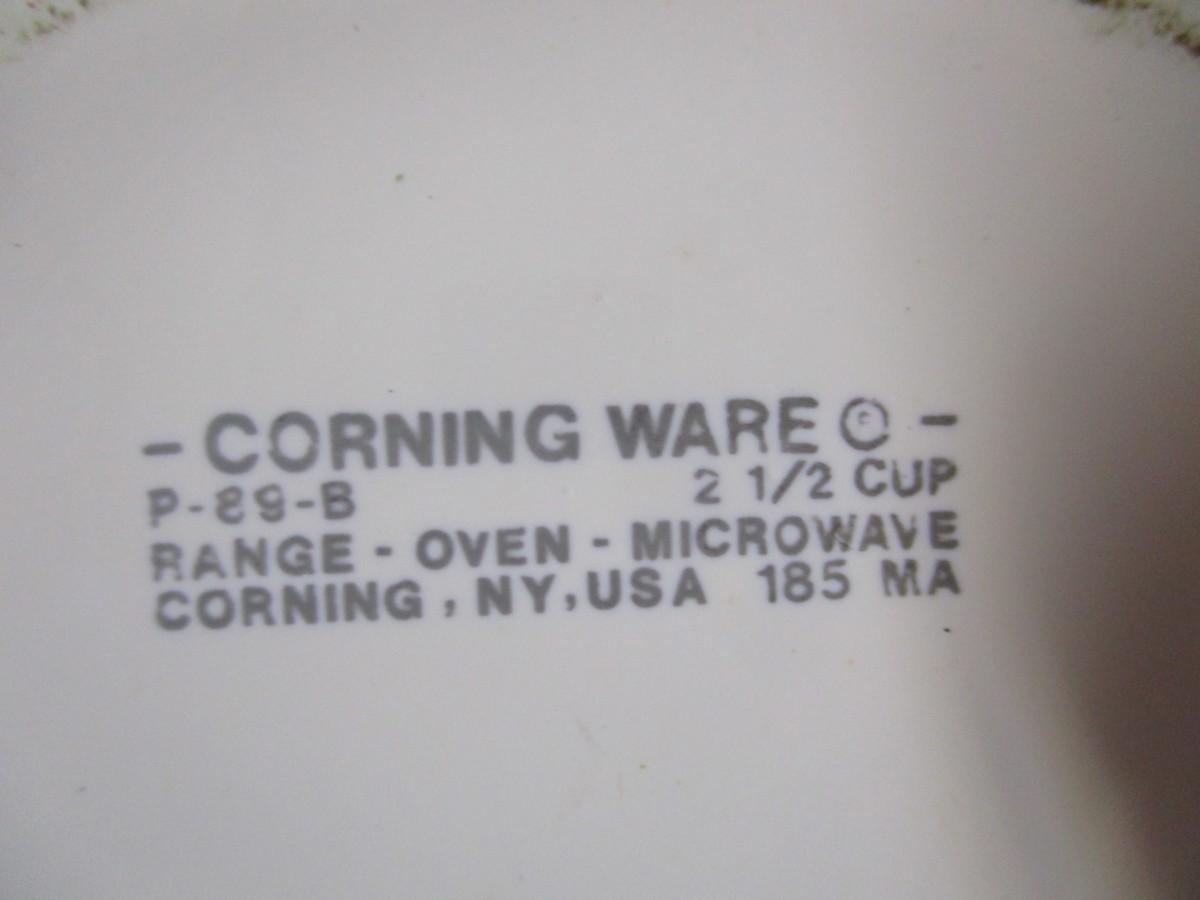 - CORNING WARE ® -
P-89-B 2 1/2 CUP
RANGE - OVEN - MICROWAVE
CORNING, NY, USA 185 MA